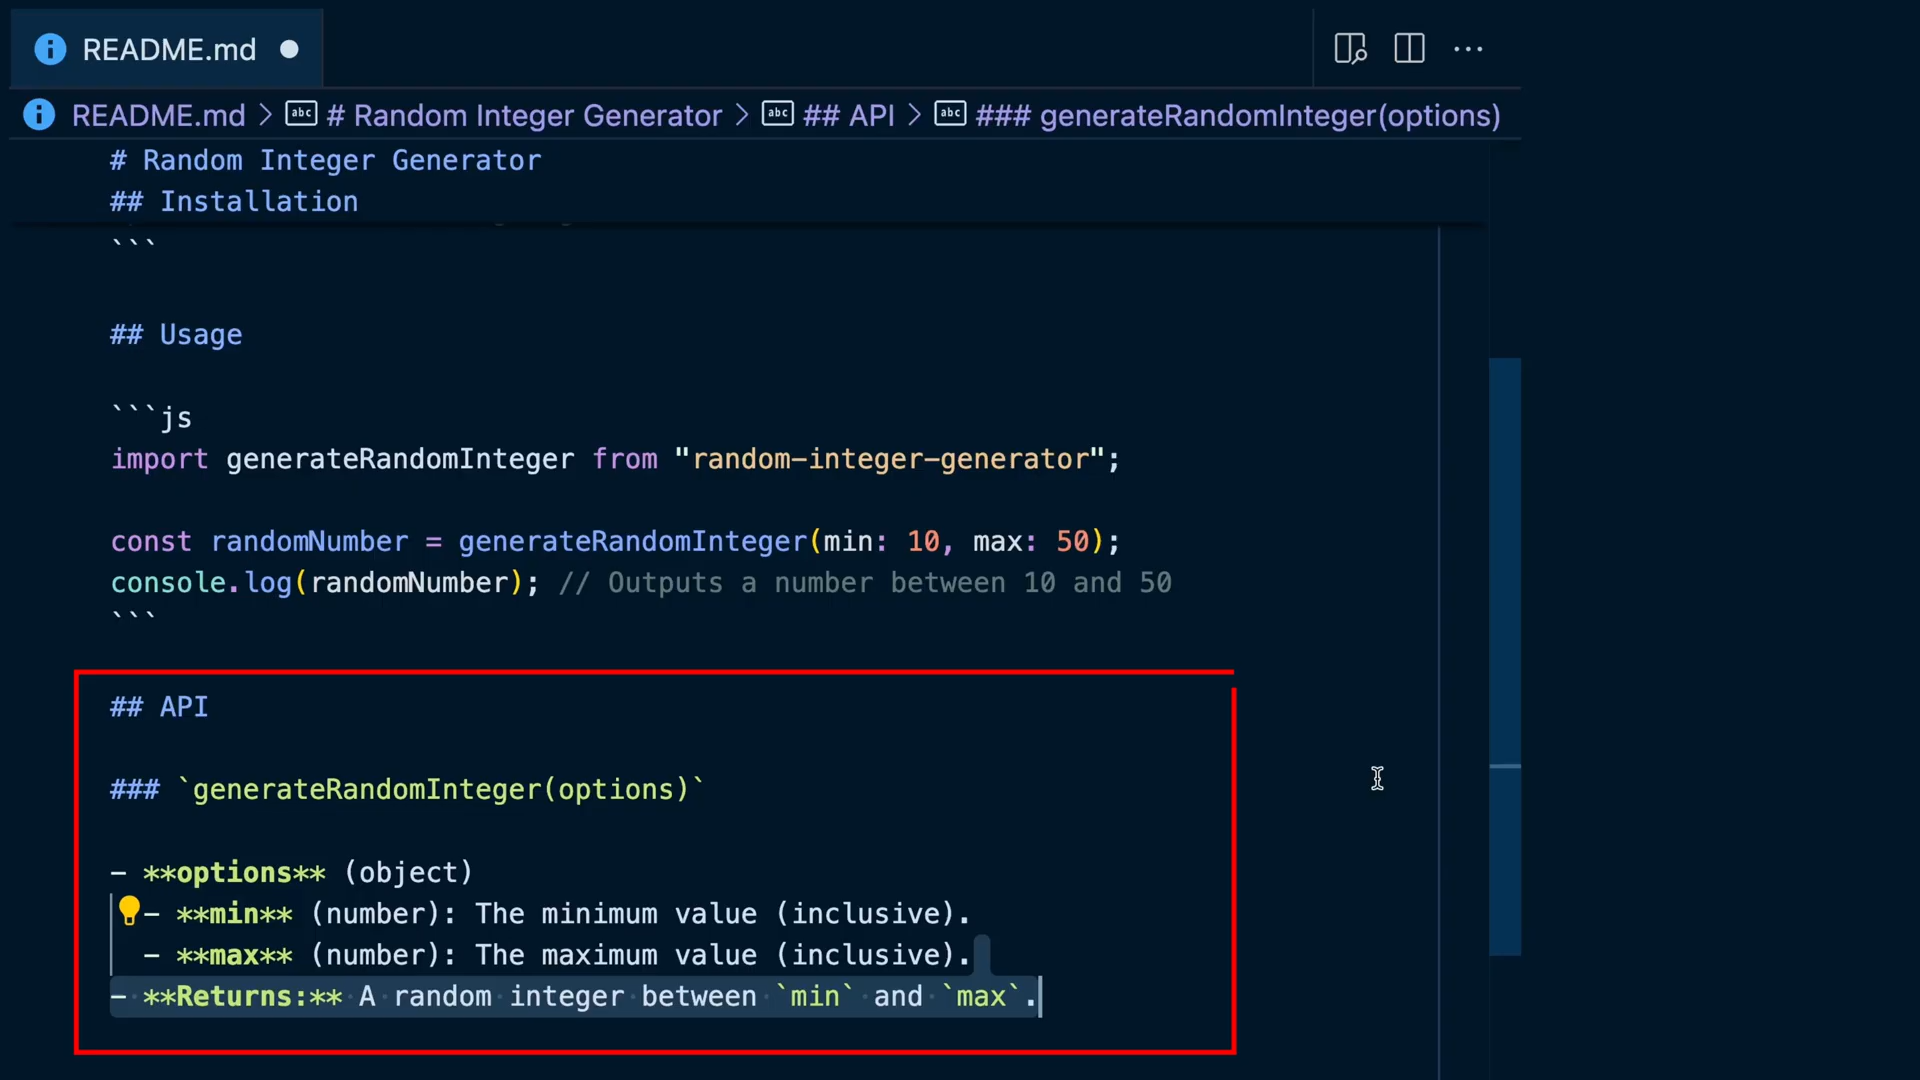 README.md
README.md > # Random Integer Generator > ## API > ### generateRandomInteger(options)
# Random Integer Generator
## Installation
```
## Usage
```js
import generateRandomInteger from "random-integer-generator";
const randomNumber = generateRandomInteger(min: 10, max: 50);
console.log(randomNumber); // Outputs a number between 10 and 50
```
## API
### `generateRandomInteger(options)`
- **options** (object)
- **min** (number): The minimum value (inclusive).
- **max** (number): The maximum value (inclusive).
- **Returns:** A random integer between `min` and `max`.